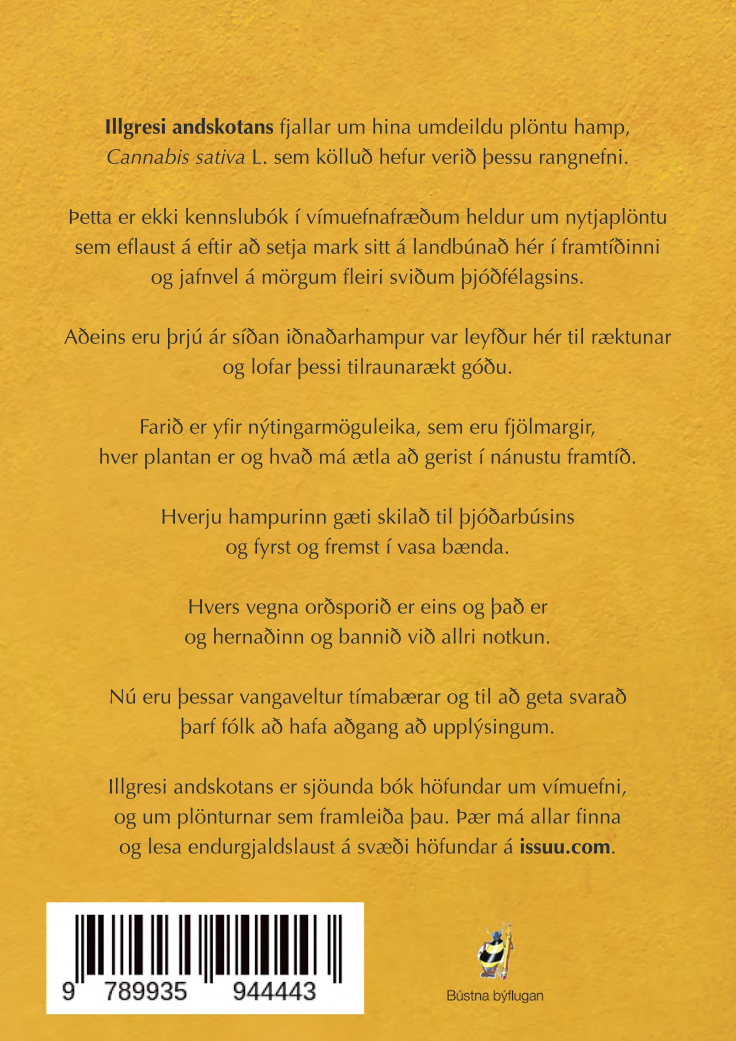 Illgresi andskotans fjallar um hina umdeildu plöntu hamp,
Cannabis sativa L. sem kölluð hefur verið þessu rangnefni.
Þetta er ekki kennslubók í vímuefnafræðum heldur um nytjaplöntu
sem eflaust á eftir að setja mark sitt á landbúnað hér í framtíðinni
og jafnvel á mörgum fleiri sviðum þjóðfélagsins.
Aðeins eru þrjú ár síðan iðnaðarhampur var leyfður hér til ræktunar
og lofar þessi tilraunarækt góðu.
Farið er yfir nýtingarmöguleika, sem eru fjölmargir,
hver plantan er og hvað má ætla að gerist í nánustu framtíð.
Hverju hampurinn gæti skilað til þjóðarbúsins
og fyrst og fremst í vasa bænda.
Hvers vegna orðsporið er eins og það er
og hernaðinn og bannið við allri notkun.
Nú eru þessar vangaveltur tímabærar og til að geta svarað
þarf fólk að hafa aðgang að upplýsingum.
Illgresi andskotans er sjöunda bók höfundar um vímuefni,
og um plönturnar sem framleiða þau. Þær má allar finna
og lesa endurgjaldslaust á svæði höfundar á issuu.com.
9 789935 944443
Bústna býflugan